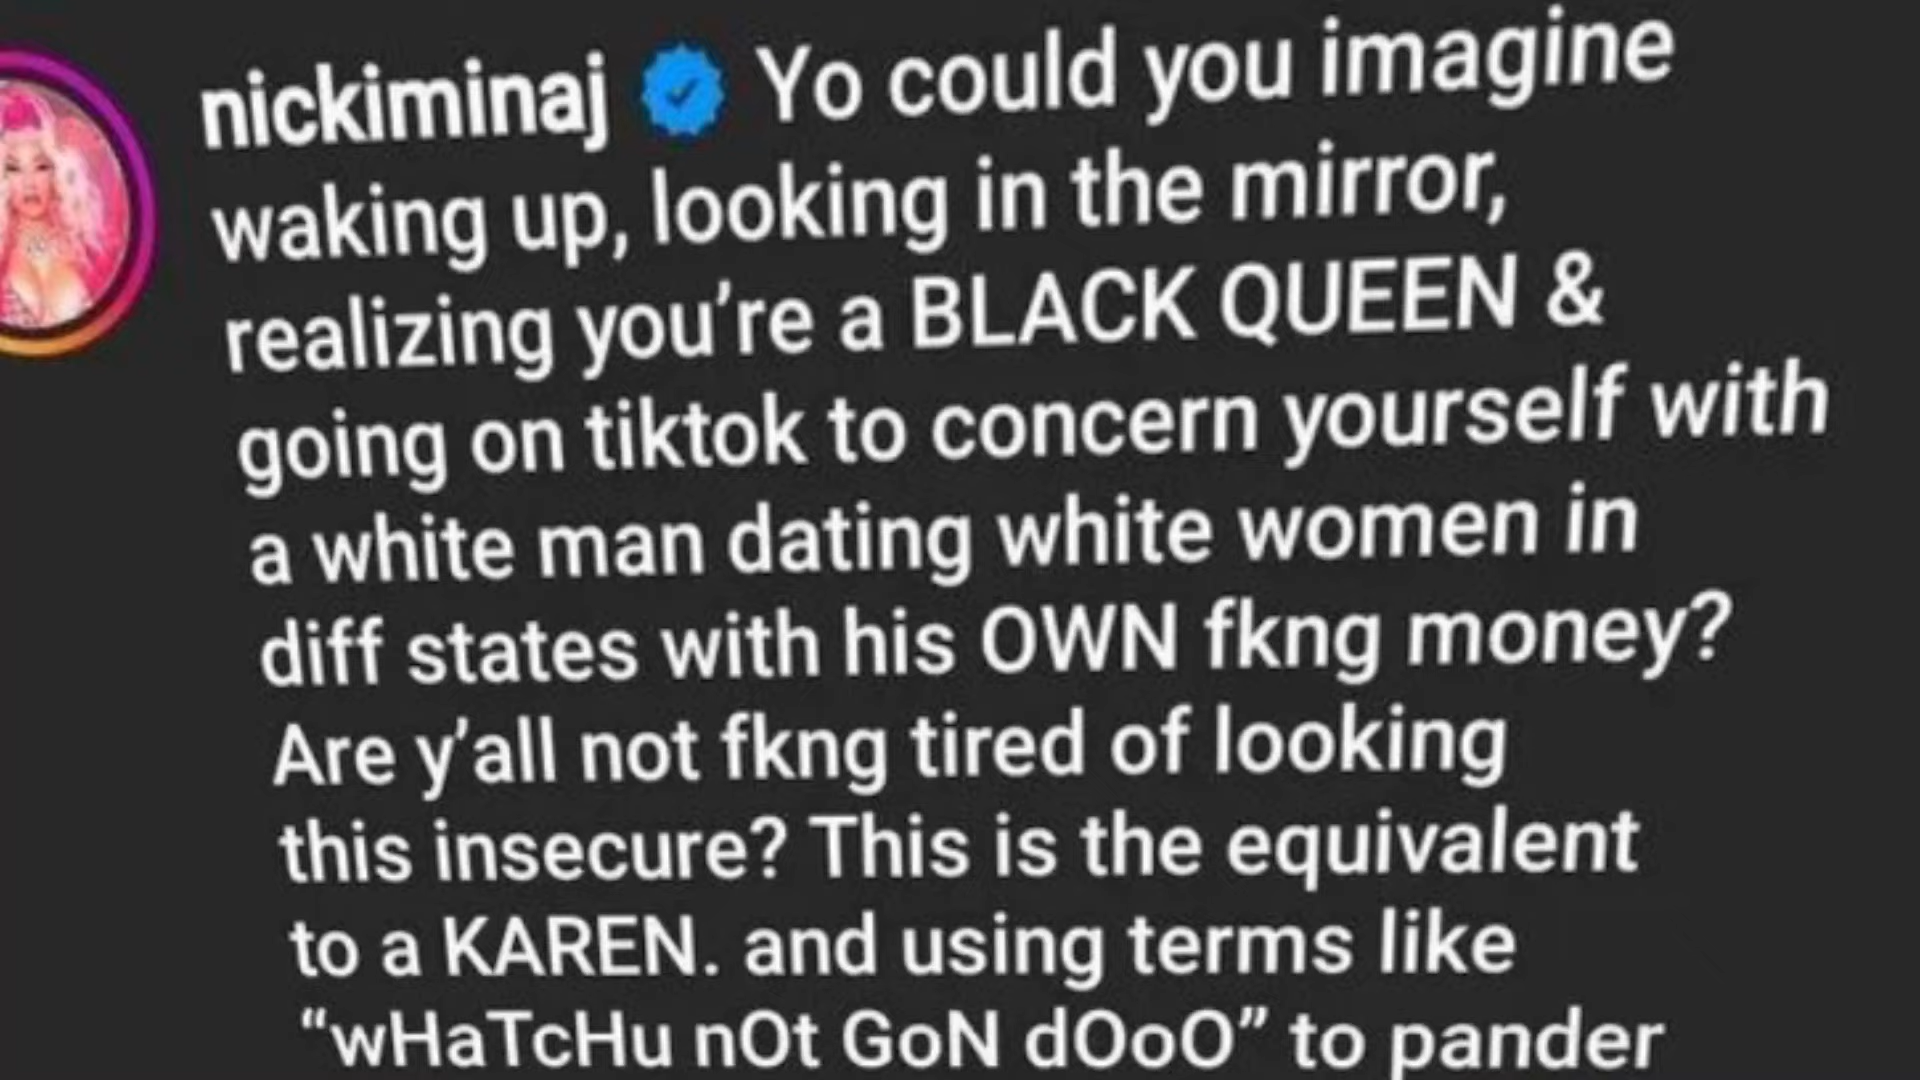 nickiminaj Yo could you imagine
waking up, looking in the mirror,
realizing you're a BLACK QUEEN &
going on tiktok to concern yourself with
a white man dating white women in
diff states with his OWN fkng money?
Are y'all not fkng tired of looking
this insecure? This is the equivalent
to a KAREN. and using terms like
“wHaTcHu nOt GoN dOoO” to pander